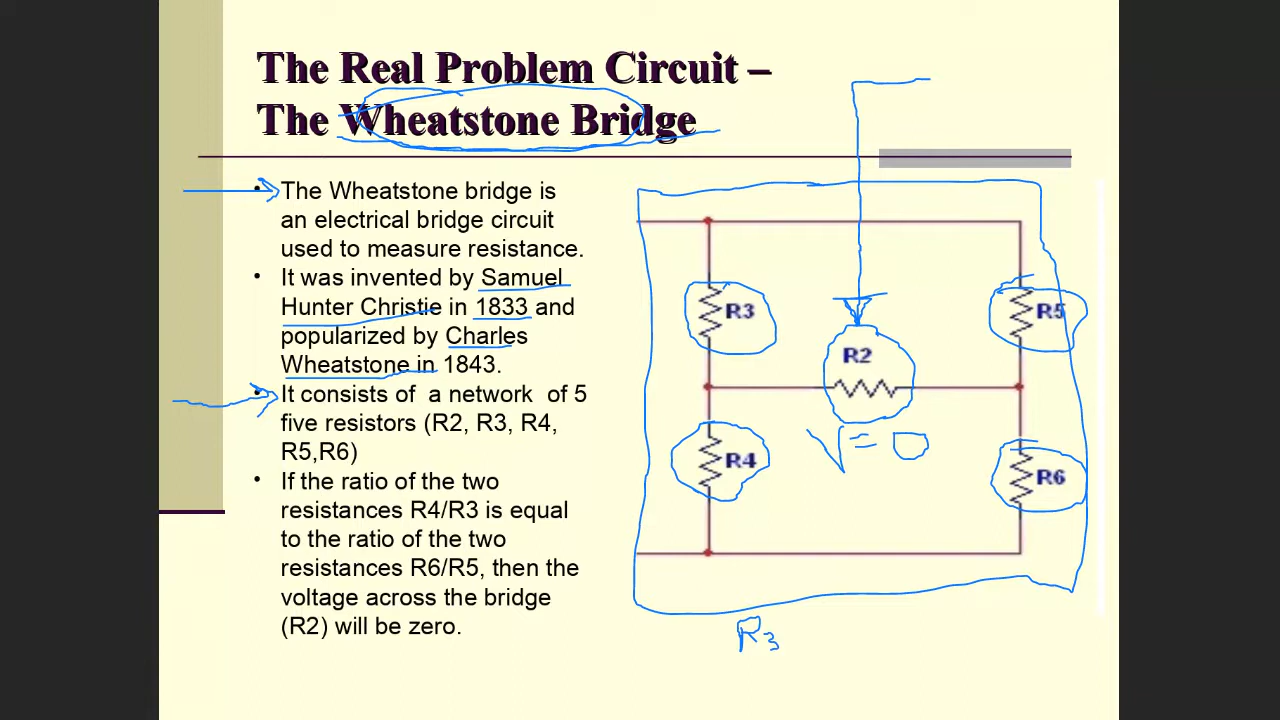 The Real Problem Circuit –
The Wheatstone Bridge
• The Wheatstone bridge is
an electrical bridge circuit
used to measure resistance.
• It was invented by Samuel
Hunter Christie in 1833 and
popularized by Charles
Wheatstone in 1843.
• It consists of a network of 5
five resistors (R2, R3, R4,
R5,R6)
• If the ratio of the two
resistances R4/R3 is equal
to the ratio of the two
resistances R6/R5, then the
voltage across the bridge
(R2) will be zero.
R3
R5
R2
V = 0
R4
R6
R3